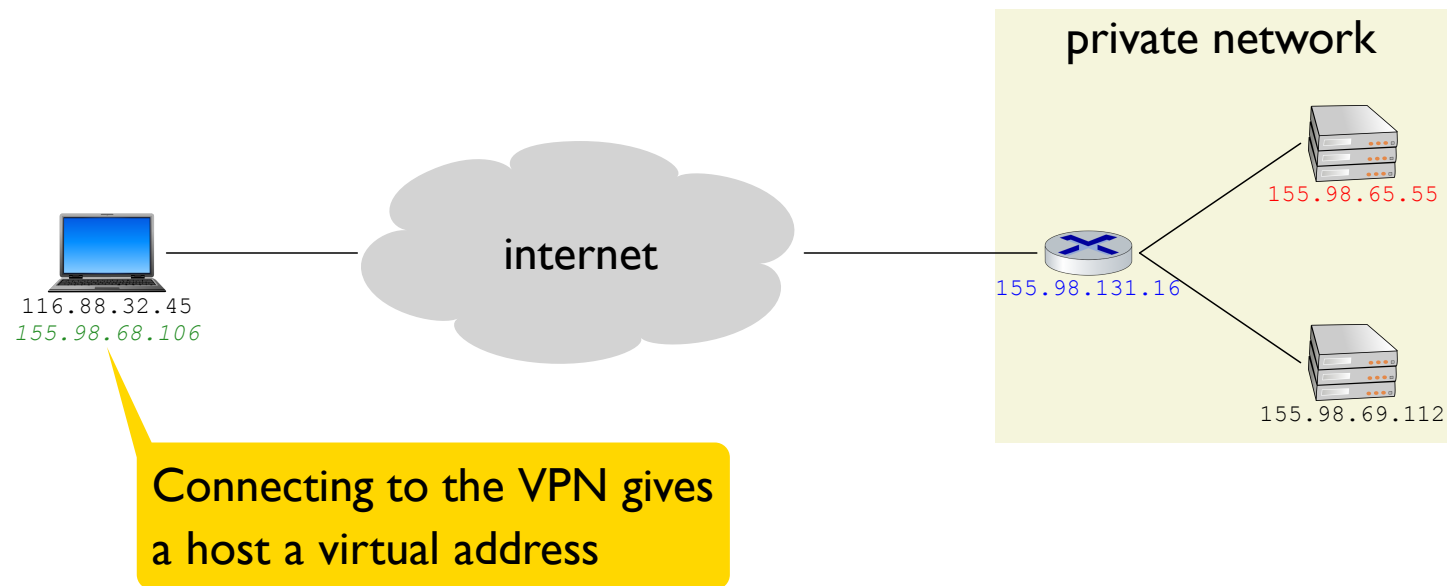 private network
155.98.65.55
internet
116.88.32.45
155.98.68.106
155.98.131.16
155.98.69.112
Connecting to the VPN gives
a host a virtual address